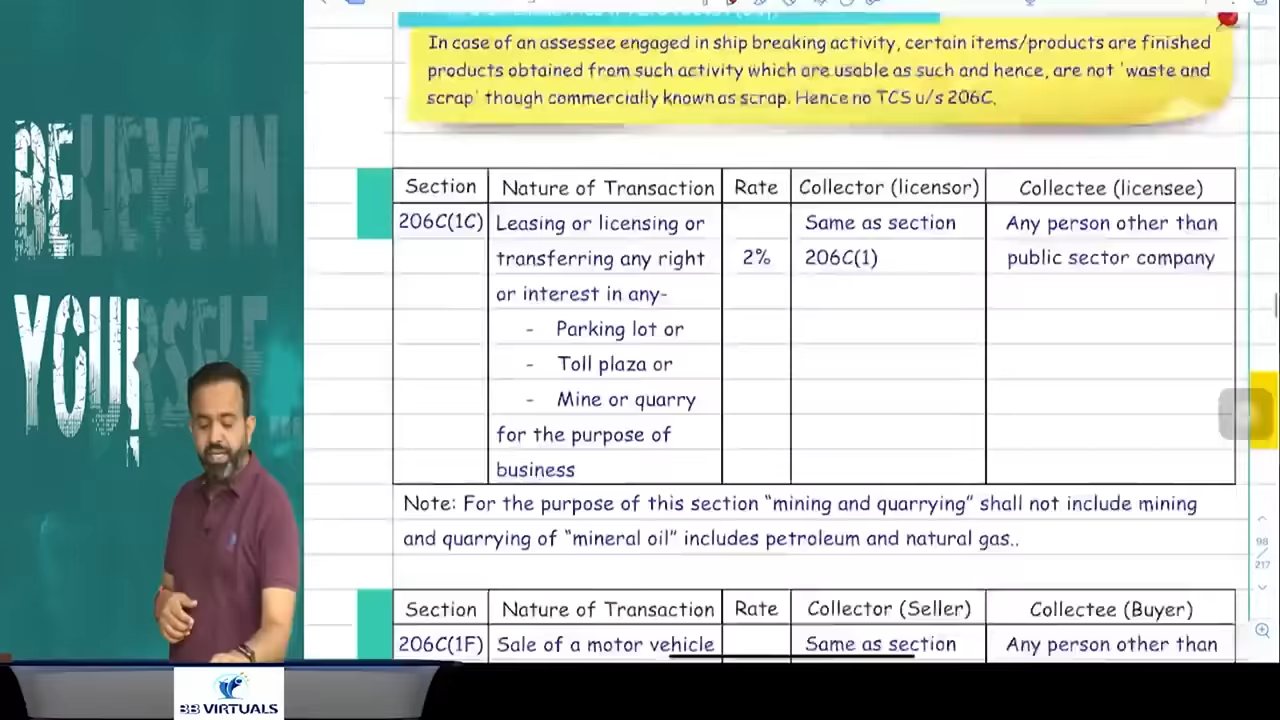 BELIEVE IN
YOURSELF
In case of an assessee engaged in ship breaking activity, certain items/products are finished
products obtained from such activity which are usable as such and hence, are not 'waste and
scrap' though commercially known as scrap. Hence no TCS u/s 206C.
Section Nature of Transaction Rate Collector (licensor) Collectee (licensee)
206C(1C) Leasing or licensing or Same as section Any person other than
transferring any right 2% 206C(1) public sector company
or interest in any-
- Parking lot or
- Toll plaza or
- Mine or quarry
for the purpose of
business
Note: For the purpose of this section “mining and quarrying” shall not include mining
and quarrying of “mineral oil” includes petroleum and natural gas..
98
217
Section Nature of Transaction Rate Collector (Seller) Collectee (Buyer)
206C(1F) Sale of a motor vehicle Same as section Any person other than
BB VIRTUALS